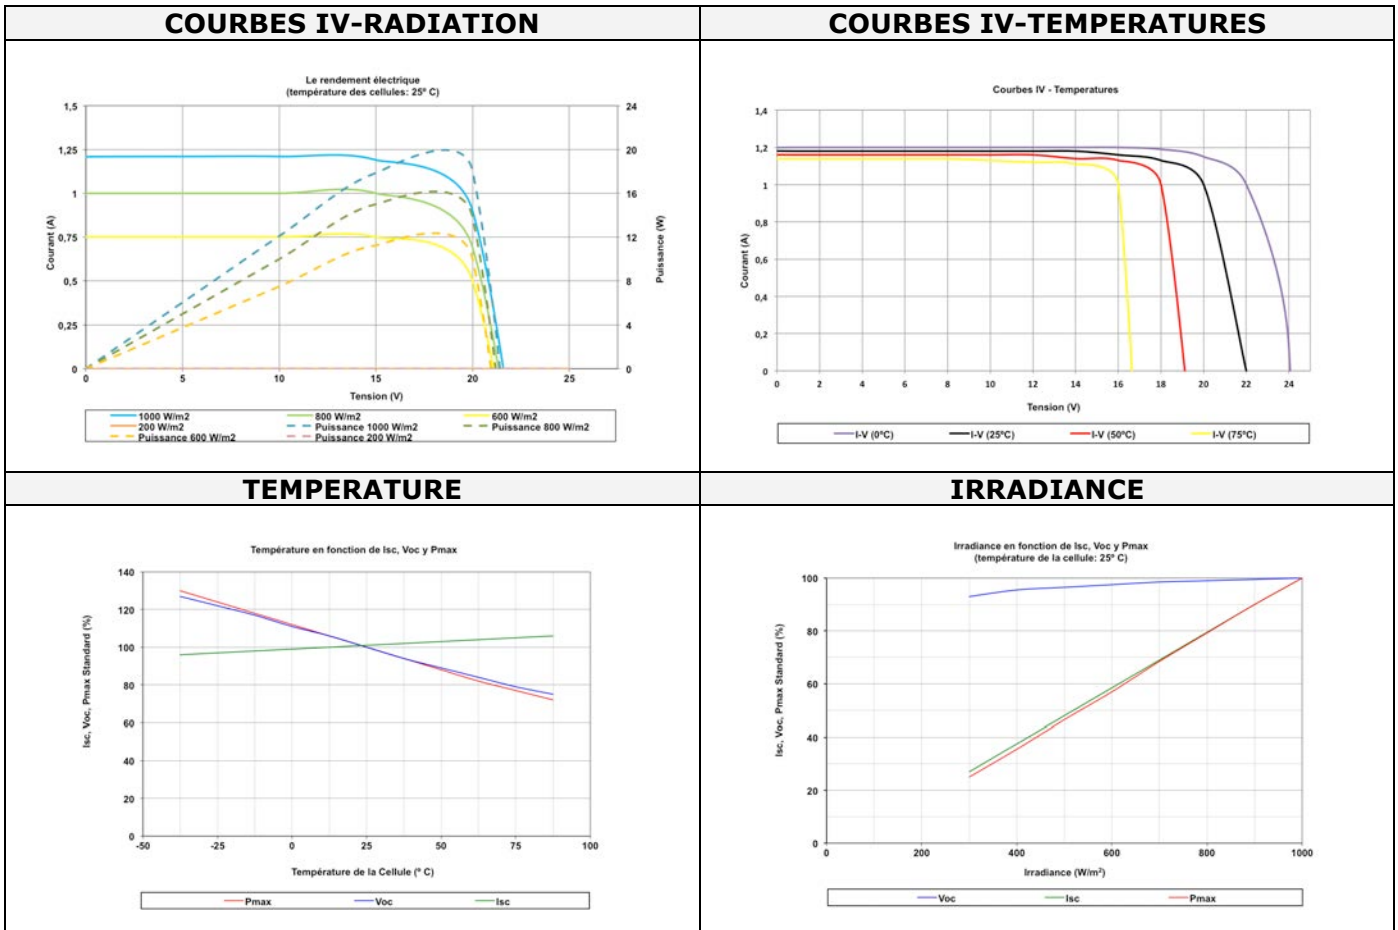 COURBES IV-RADIATION
COURBES IV-TEMPERATURES
Le rendement électrique
(température des cellules: 25º C)
1,5
1,25
1
0,75
0,5
0,25
0
Courant (A)
24
20
16
12
8
4
0
Puissance (W)
0 5 10 15 20 25
Tension (V)
1000 W/m2 800 W/m2 600 W/m2
200 W/m2 Puissance 1000 W/m2 Puissance 800 W/m2
Puissance 600 W/m2 Puissance 200 W/m2
Courbes IV - Temperatures
1,4
1,2
1
0,8
0,6
0,4
0,2
0
Courant (A)
0 2 4 6 8 10 12 14 16 18 20 22 24
Tension (V)
I-V (0ºC) I-V (25ºC) I-V (50ºC) I-V (75ºC)
TEMPERATURE
IRRADIANCE
Température en fonction de Isc, Voc y Pmax
140
120
100
80
60
40
20
0
Isc, Voc, Pmax Standard (%)
-50 -25 0 25 50 75 100
Température de la Cellule (º C)
Pmax Voc Isc
Irradiance en fonction de Isc, Voc y Pmax
(température de la cellule: 25º C)
100
80
60
40
20
0
Isc, Voc, Pmax Standard (%)
0 200 400 600 800 1000
Irradiance (W/m²)
Voc Isc Pmax